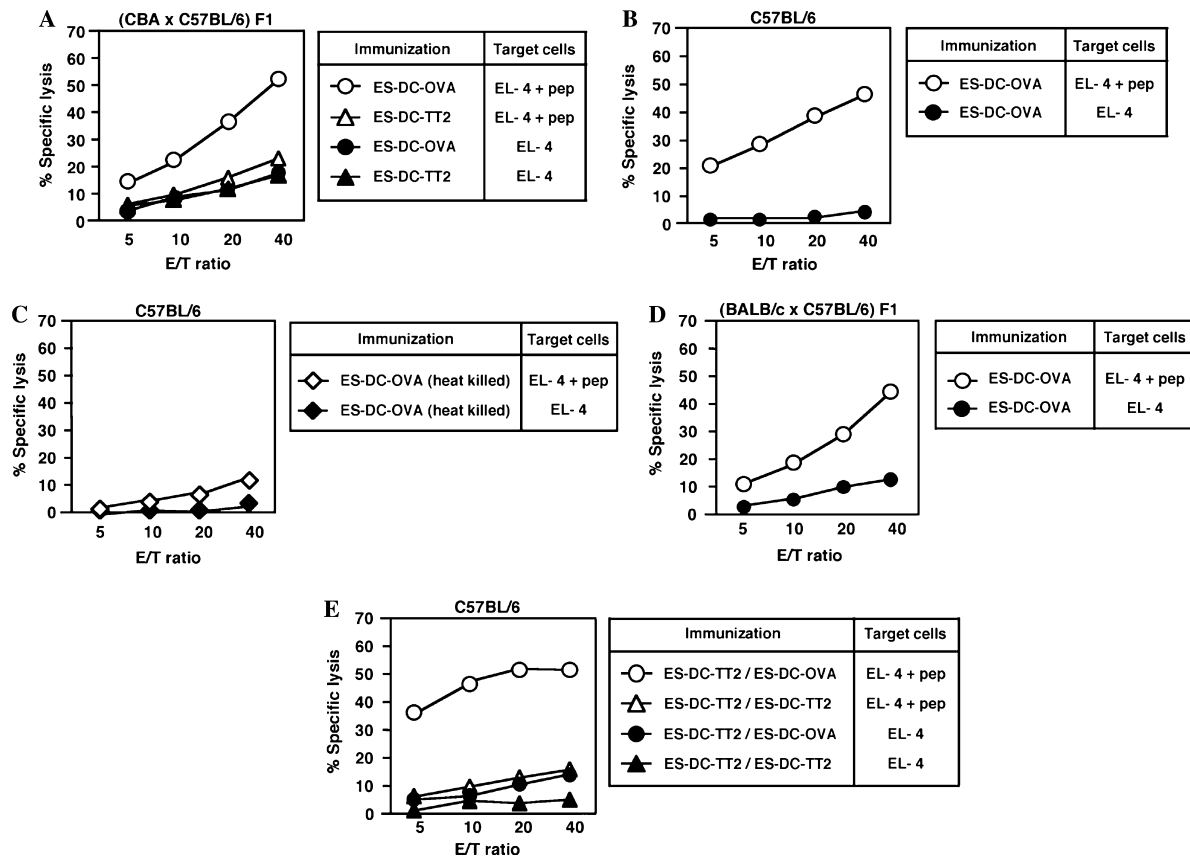 A
(CBA x C57BL/6) F1
% Specific lysis
70
60
50
40
30
20
10
0
5 10 20 40
E/T ratio
Immunization Target cells
ES-DC-OVA EL- 4 + pep
ES-DC-TT2 EL- 4 + pep
ES-DC-OVA EL- 4
ES-DC-TT2 EL- 4
B
C57BL/6
% Specific lysis
70
60
50
40
30
20
10
0
5 10 20 40
E/T ratio
Immunization Target cells
ES-DC-OVA EL- 4 + pep
ES-DC-OVA EL- 4
C
C57BL/6
% Specific lysis
70
60
50
40
30
20
10
0
5 10 20 40
E/T ratio
Immunization Target cells
ES-DC-OVA (heat killed) EL- 4 + pep
ES-DC-OVA (heat killed) EL- 4
D
(BALB/c x C57BL/6) F1
% Specific lysis
70
60
50
40
30
20
10
0
5 10 20 40
E/T ratio
Immunization Target cells
ES-DC-OVA EL- 4 + pep
ES-DC-OVA EL- 4
E
C57BL/6
% Specific lysis
70
60
50
40
30
20
10
0
5 10 20 40
E/T ratio
Immunization Target cells
ES-DC-TT2 / ES-DC-OVA EL- 4 + pep
ES-DC-TT2 / ES-DC-TT2 EL- 4 + pep
ES-DC-TT2 / ES-DC-OVA EL- 4
ES-DC-TT2 / ES-DC-TT2 EL- 4